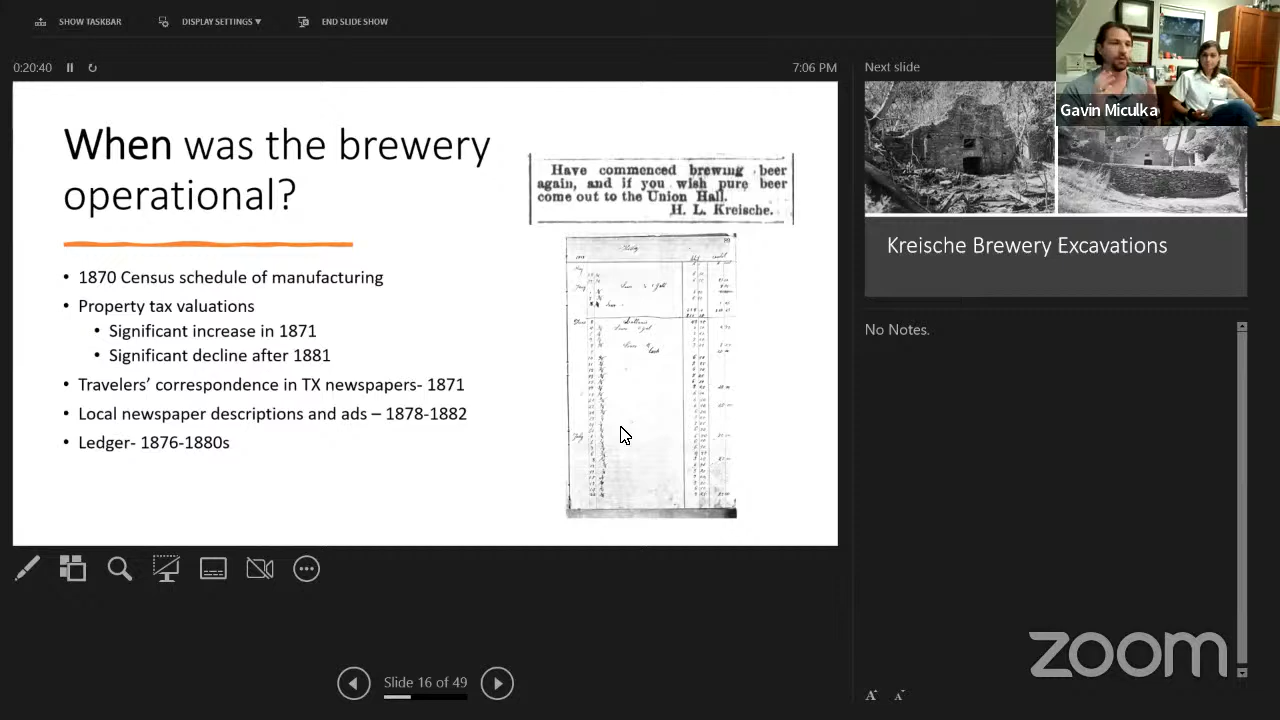 SHOW TASKBAR
DISPLAY SETTINGS ▾
END SLIDE SHOW
0:20:40
7:06 PM
Next slide
Gavin Miculka
When was the brewery
operational?
Have commenced brewing beer
again, and if you wish pure beer
come out to the Union Hall.
H. L. Kreische.
• 1870 Census schedule of manufacturing
• Property tax valuations
• Significant increase in 1871
• Significant decline after 1881
• Travelers’ correspondence in TX newspapers- 1871
• Local newspaper descriptions and ads – 1878-1882
• Ledger- 1876-1880s
Kreische Brewery Excavations
No Notes.
Slide 16 of 49
A A
zoom